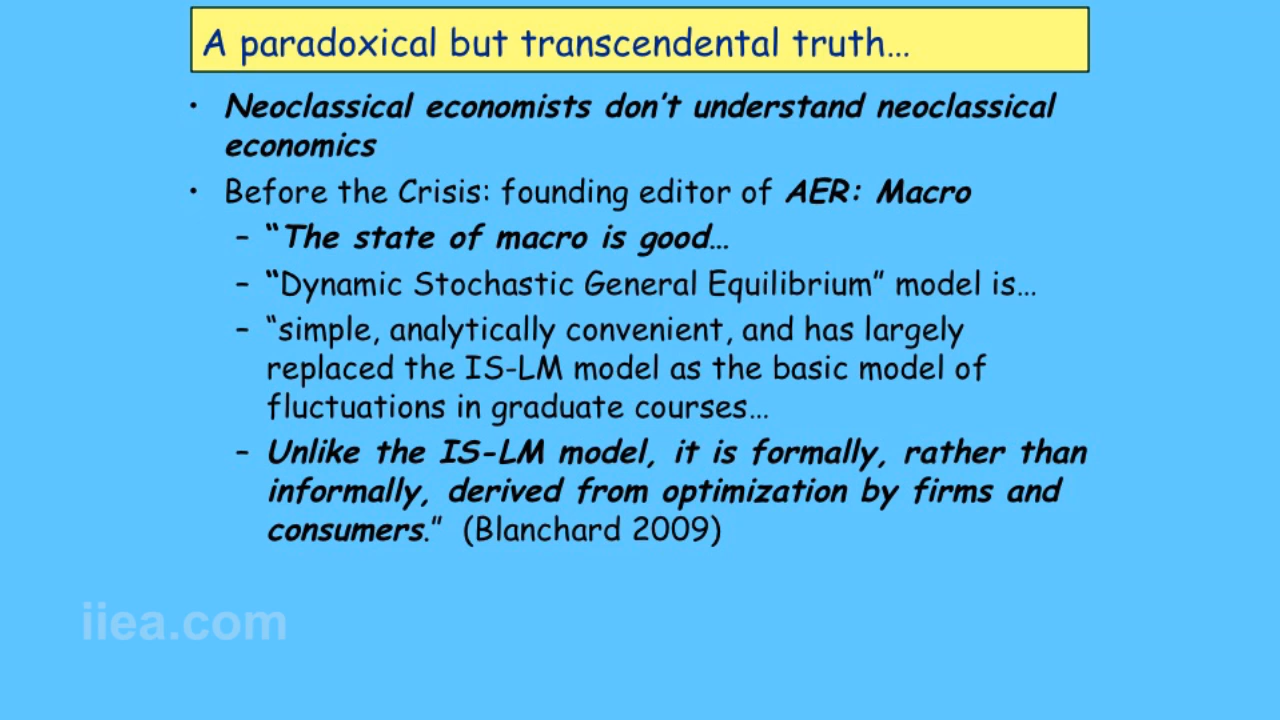 A paradoxical but transcendental truth…
• Neoclassical economists don't understand neoclassical
economics
• Before the Crisis: founding editor of AER: Macro
– "The state of macro is good…
– "Dynamic Stochastic General Equilibrium" model is…
– "simple, analytically convenient, and has largely
replaced the IS-LM model as the basic model of
fluctuations in graduate courses…
– Unlike the IS-LM model, it is formally, rather than
informally, derived from optimization by firms and
consumers." (Blanchard 2009)
iiea.com